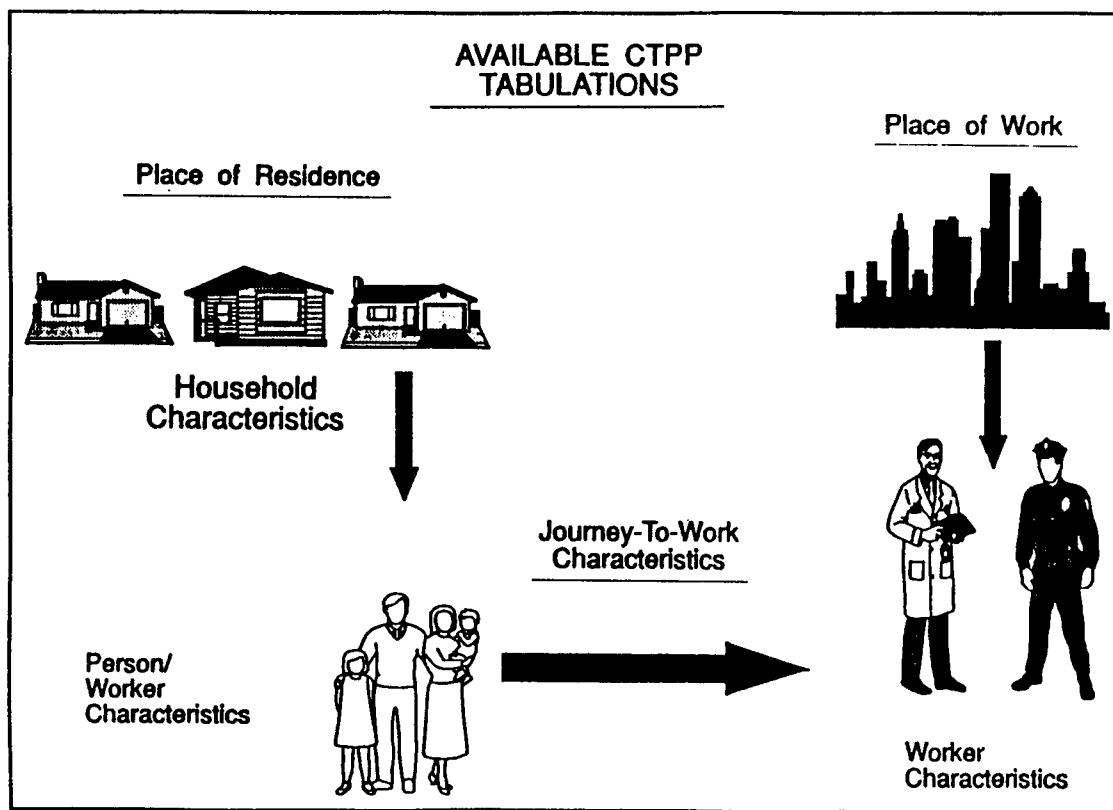 AVAILABLE CTPP
TABULATIONS
Place of Residence
Place of Work
Household
Characteristics
Journey-To-Work
Characteristics
Person/
Worker
Characteristics
Worker
Characteristics